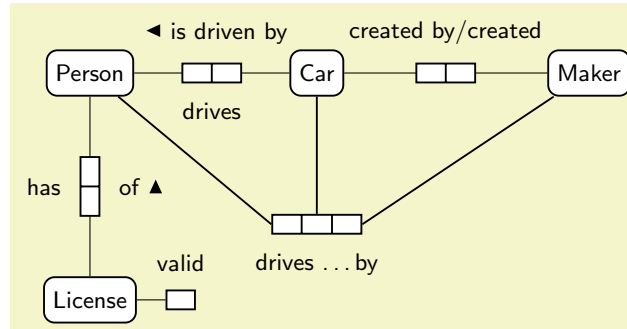 ◄ is driven by
created by/created
Person
Car
Maker
drives
has
of ▲
drives ... by
valid
License